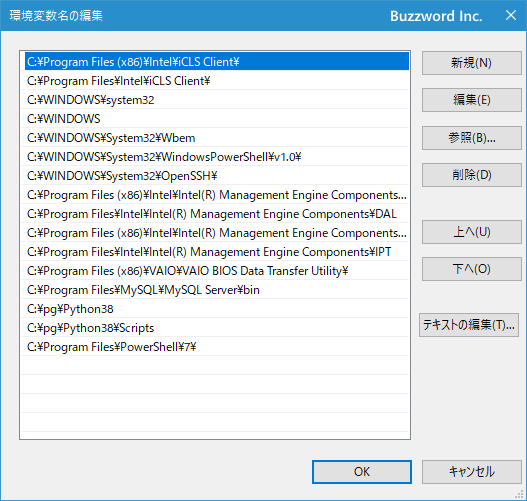 環境変数名の編集 Buzzword Inc.
C:¥Program Files (x86)¥Intel¥iCLS Client¥
新規(N)
C:¥Program Files¥Intel¥iCLS Client¥
C:¥WINDOWS¥system32
編集(E)
C:¥WINDOWS
C:¥WINDOWS¥System32¥Wbem
参照(B)...
C:¥WINDOWS¥System32¥WindowsPowerShell¥v1.0¥
C:¥WINDOWS¥System32¥OpenSSH¥
削除(D)
C:¥Program Files (x86)¥Intel¥Intel(R) Management Engine Components...
C:¥Program Files¥Intel¥Intel(R) Management Engine Components¥DAL
C:¥Program Files (x86)¥Intel¥Intel(R) Management Engine Components...
上へ(U)
C:¥Program Files¥Intel¥Intel(R) Management Engine Components¥IPT
C:¥Program Files (x86)¥VAIO¥VAIO BIOS Data Transfer Utility¥
下へ(O)
C:¥Program Files¥MySQL¥MySQL Server¥bin
C:¥pg¥Python38
C:¥pg¥Python38¥Scripts
テキストの編集(T)...
C:¥Program Files¥PowerShell¥7¥
OK
キャンセル